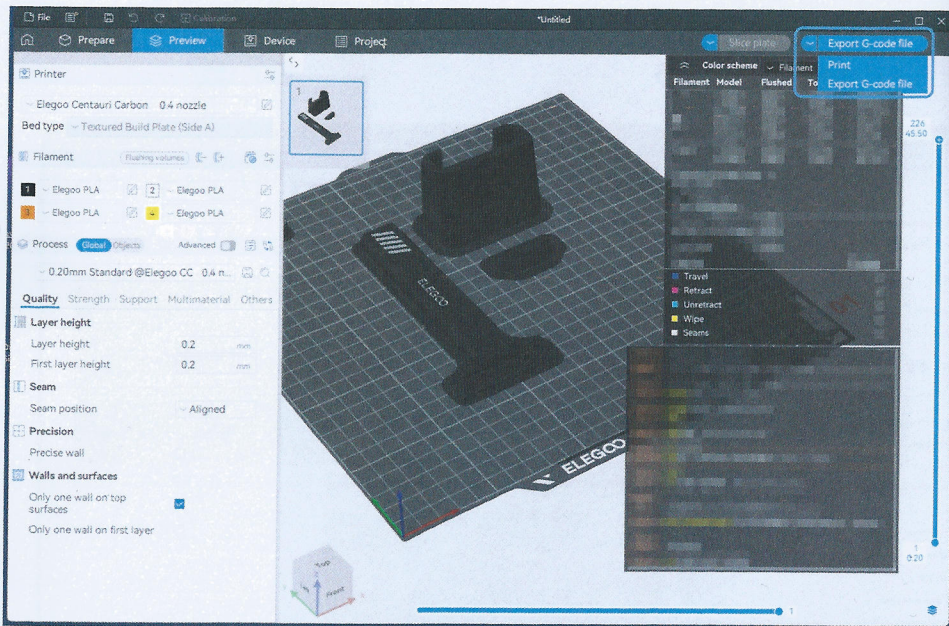 File
Calibration
*Untitled
Prepare
Preview
Device
Project
Slice plate
Export G-code file
Print
Export G-code file
Printer
Elegoo Centauri Carbon 0.4 nozzle
Bed type
Textured Build Plate (Side A)
Filament
Flushing volumes
1 Elegoo PLA
2 Elegoo PLA
3 Elegoo PLA
4 Elegoo PLA
Process
Global
Objects
Advanced
0.20mm Standard @Elegoo CC 0.4 n...
Quality Strength Support Multimaterial Others
Layer height
Layer height 0.2 mm
First layer height 0.2 mm
Seam
Seam position Aligned
Precision
Precise wall
Walls and surfaces
Only one wall on top
surfaces
Only one wall on first layer
1
ELEGOO
ELEGOO
Top
Front
Color scheme Filament
Filament Model Flushed To
Travel
Retract
Unretract
Wipe
Seams
226
45.50
1
0.20
1